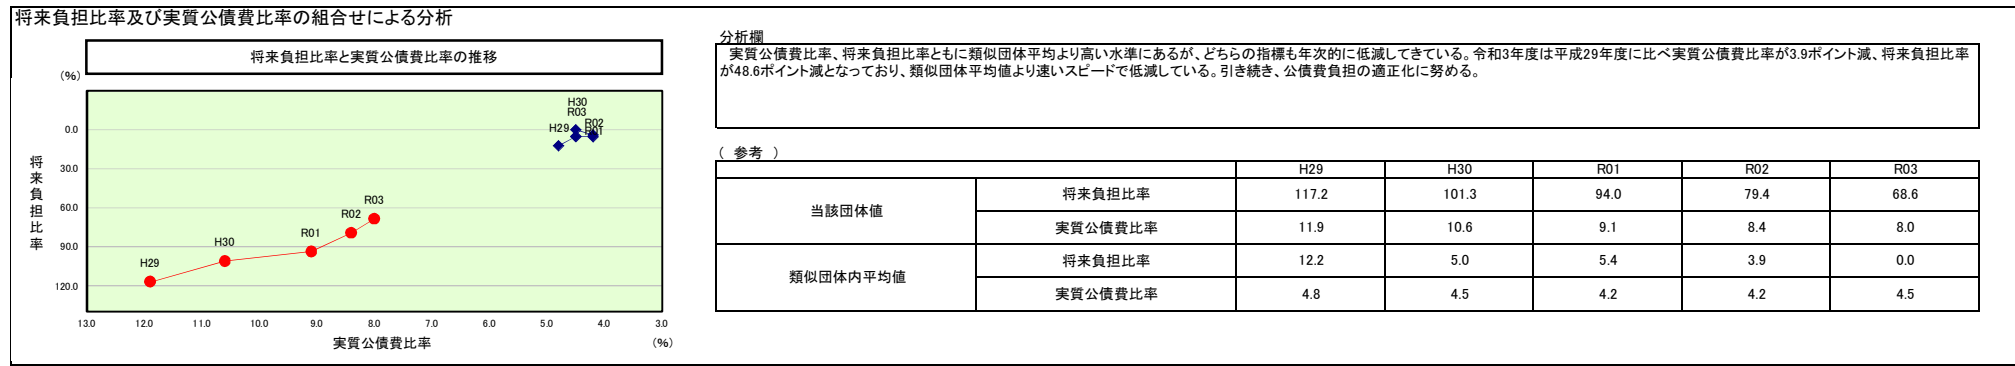 将来負担比率及び実質公債費比率の組合せによる分析
将来負担比率と実質公債費比率の推移
(%)
将来負担比率
0.0
30.0
60.0
90.0
120.0
H29
H30
R01
R02
R03
H29
H30
R03
R02
R01
13.0 12.0 11.0 10.0 9.0 8.0 7.0 6.0 5.0 4.0 3.0
実質公債費比率
(%)
分析欄
実質公債費比率、将来負担比率ともに類似団体平均より高い水準にあるが、どちらの指標も年次的に低減してきている。令和3年度は平成29年度に比べ実質公債費比率が3.9ポイント減、将来負担比率
が48.6ポイント減となっており、類似団体平均値より速いスピードで低減している。引き続き、公債費負担の適正化に努める。
( 参考 )
H29 H30 R01 R02 R03
当該団体値
将来負担比率 117.2 101.3 94.0 79.4 68.6
実質公債費比率 11.9 10.6 9.1 8.4 8.0
類似団体内平均値
将来負担比率 12.2 5.0 5.4 3.9 0.0
実質公債費比率 4.8 4.5 4.2 4.2 4.5